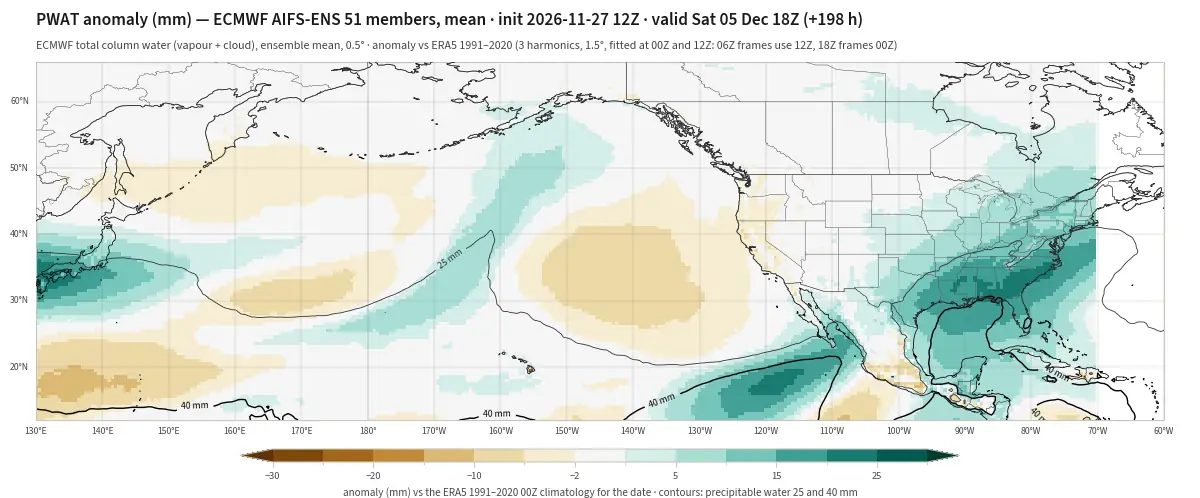 PWAT anomaly (mm) — ECMWF AIFS-ENS 51 members, mean · init 2026-11-27 12Z · valid Sat 05 Dec 18Z (+198 h)
ECMWF total column water (vapour + cloud), ensemble mean, 0.5° · anomaly vs ERA5 1991–2020 (3 harmonics, 1.5°, fitted at 00Z and 12Z: 06Z frames use 12Z, 18Z frames 00Z)
60°N
50°N
40°N
30°N
20°N
25 mm
40 mm
40 mm
40 mm
40 mm
130°E 140°E 150°E 160°E 170°E 180° 170°W 160°W 150°W 140°W 130°W 120°W 110°W 100°W 90°W 80°W 70°W 60°W
−30 −20 −10 −2 5 15 25
anomaly (mm) vs the ERA5 1991–2020 00Z climatology for the date · contours: precipitable water 25 and 40 mm